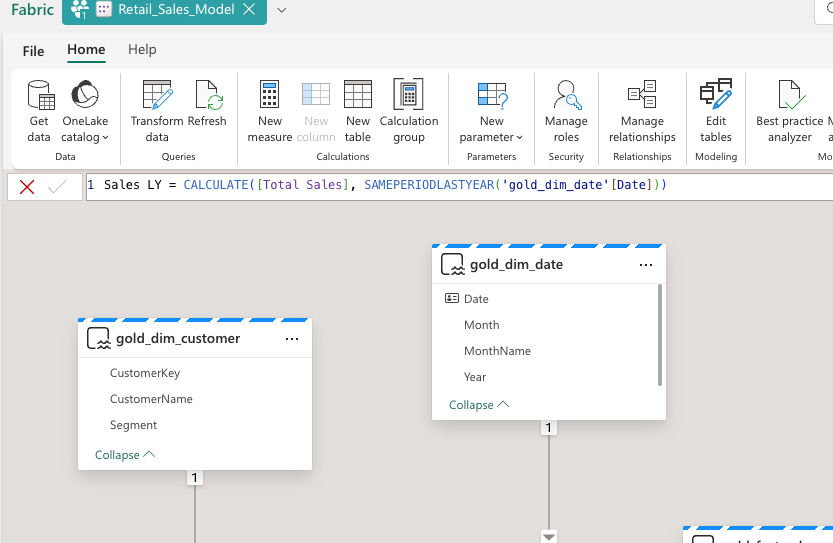 Fabric
1
Retail_Sales_Model
File Home Help
Get data
OneLake catalog
Transform data
Refresh
New measure
New column
New table
Calculation group
New parameter
Manage roles
Manage relationships
Edit tables
Best practice analyzer
Data
Queries
Calculations
Parameters
Security
Relationships
Modeling
1 Sales LY = CALCULATE([Total Sales], SAMEPERIODLASTYEAR('gold_dim_date'[Date]))
gold_dim_date
Date
Month
MonthName
Year
Collapse
1
gold_dim_customer
CustomerKey
CustomerName
Segment
Collapse
1